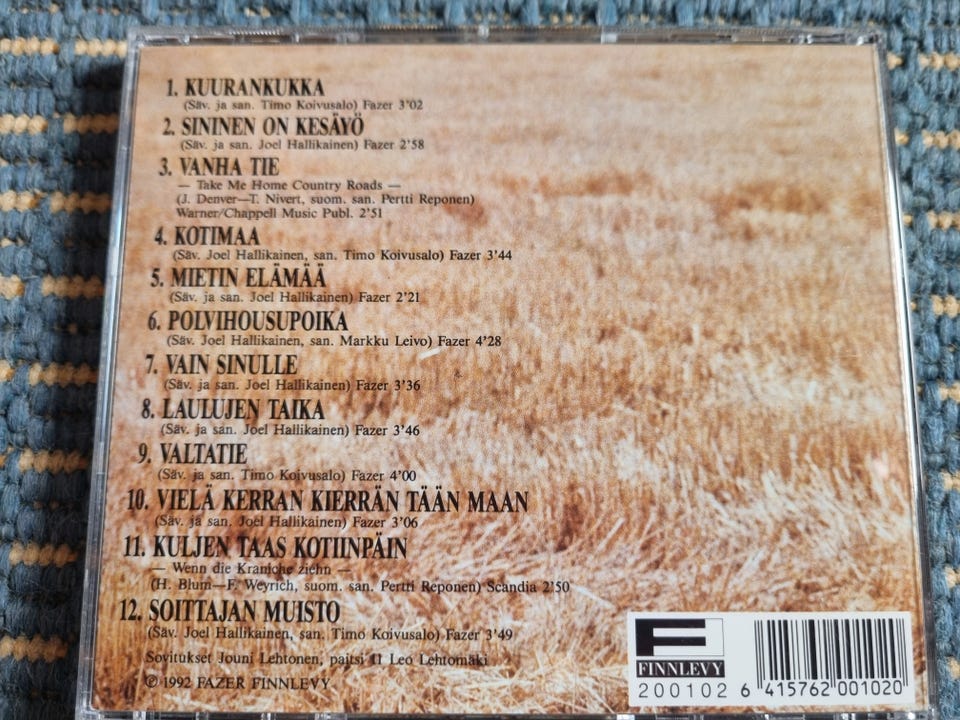 1. KUURANKUKKA
(Säv. ja san. Timo Koivusalo) Fazer 3'02
2. SININEN ON KESÄYÖ
(Säv. ja san. Joel Hallikainen) Fazer 2'58
3. VANHA TIE
— Take Me Home Country Roads —
(J. Denver—T. Nivert, suom. san. Pertti Reponen)
Warner/Chappell Music Publ. 2'51
4. KOTIMAA
(Säv. Joel Hallikainen, san. Timo Koivusalo) Fazer 3'44
5. MIETIN ELÄMÄÄ
(Säv. ja san. Joel Hallikainen) Fazer 2'21
6. POLVIHOUSUPOIKA
(Säv. Joel Hallikainen, san. Markku Leivo) Fazer 4'28
7. VAIN SINULLE
(Säv. ja san. Joel Hallikainen) Fazer 3'36
8. LAULUJEN TAIKA
(Säv. ja san. Joel Hallikainen) Fazer 3'46
9. VALTATIE
(Säv. ja san. Timo Koivusalo) Fazer 4'00
10. VIELÄ KERRAN KIERRÄN TÄÄN MAAN
(Säv. ja san. Joel Hallikainen) Fazer 3'06
11. KULJEN TAAS KOTIINPÄIN
— Wenn die Kraniche ziehn —
(H. Blum—F. Weyrich, suom. san. Pertti Reponen) Scandia 2'50
12. SOITTAJAN MUISTO
(Säv. Joel Hallikainen, san. Timo Koivusalo) Fazer 3'49
Sovitukset Jouni Lehtonen, paitsi 11 Leo Lehtomäki
© 1992 FAZER FINNLEVY
F
FINNLEVY
200102 6 415762 001020